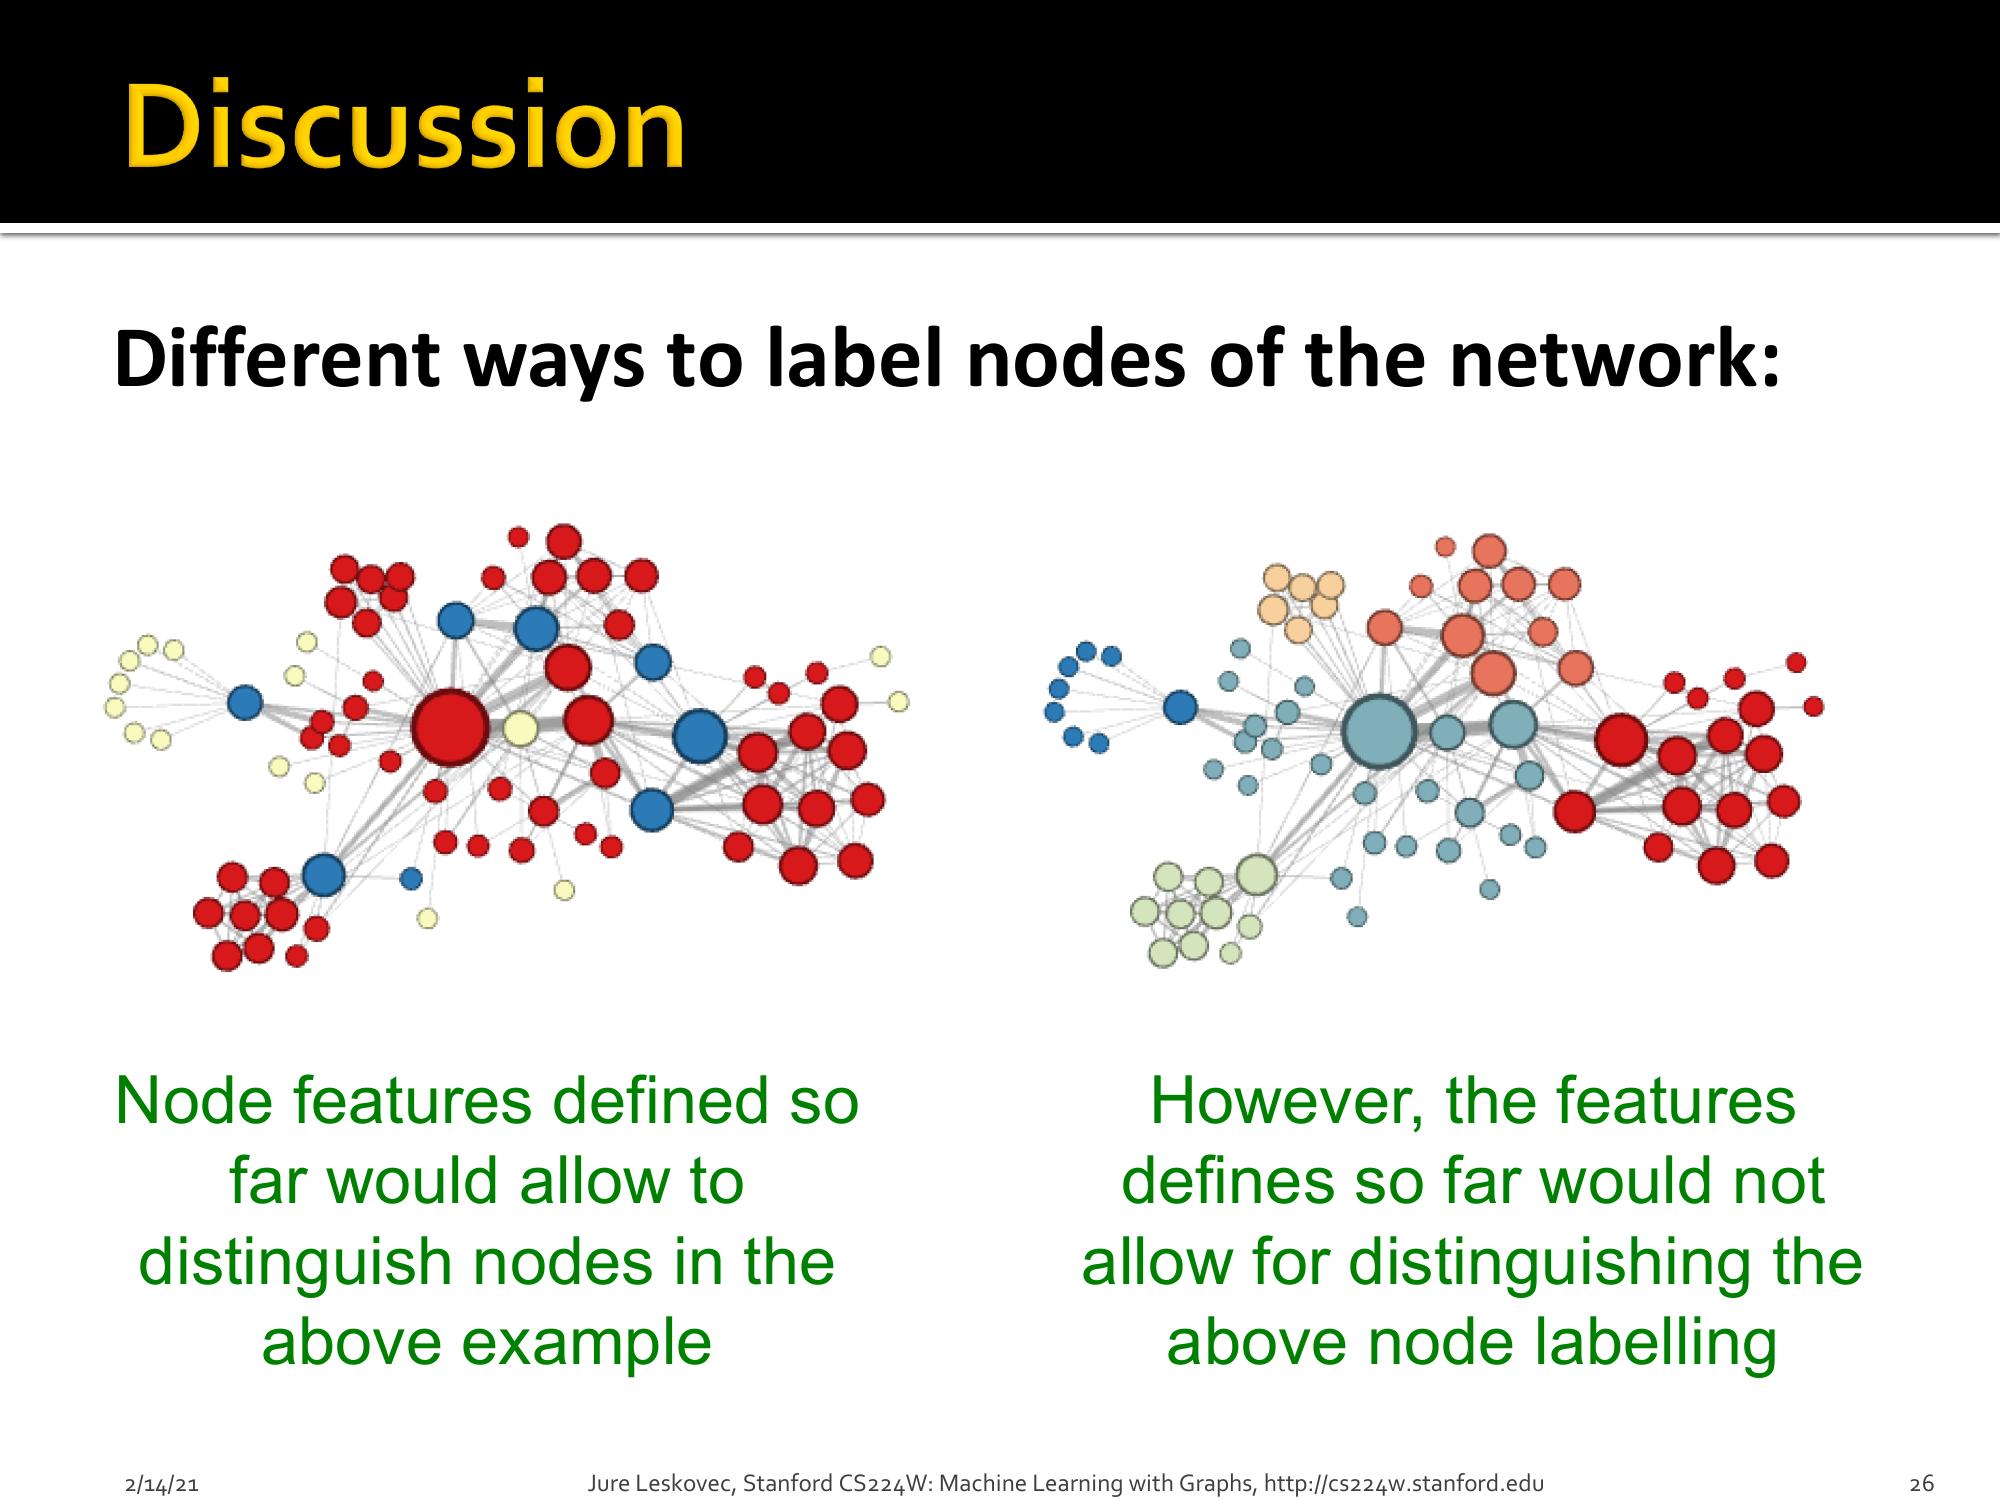 Discussion
Different ways to label nodes of the network:
Node features defined so
far would allow to
distinguish nodes in the
above example
However, the features
defines so far would not
allow for distinguishing the
above node labelling
2/14/21
Jure Leskovec, Stanford CS224W: Machine Learning with Graphs, http://cs224w.stanford.edu
26